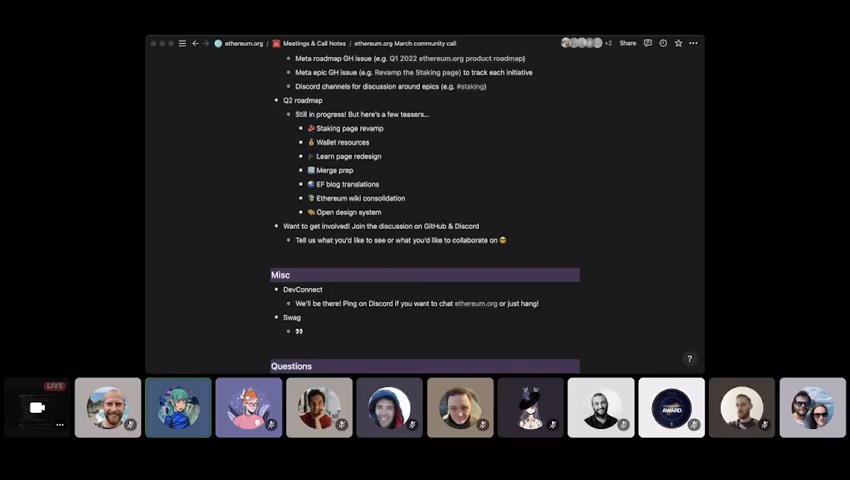 ethereum.org / Meetings & Call Notes / ethereum.org March community call
+2 Share
Meta roadmap GH issue (e.g. Q1 2022 ethereum.org product roadmap)
Meta epic GH issue (e.g. Revamp the Staking page) to track each initiative
Discord channels for discussion around epics (e.g. #staking)
Q2 roadmap
Still in progress! But here's a few teasers...
Staking page revamp
Wallet resources
Learn page redesign
Merge prep
EF blog translations
Ethereum wiki consolidation
Open design system
Want to get involved! Join the discussion on GitHub & Discord
Tell us what you'd like to see or what you'd like to collaborate on 😎
Misc
DevConnect
We'll be there! Ping on Discord if you want to chat ethereum.org or just hang!
Swag
👀
Questions
?
LIVE
AWARD